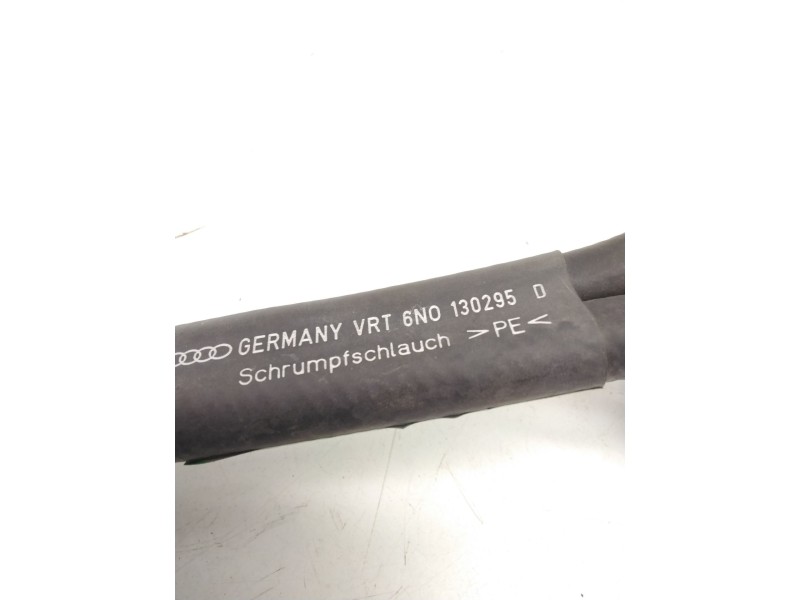 GERMANY VRT 6N0 130295 D
Schrumpfschlauch >PE<